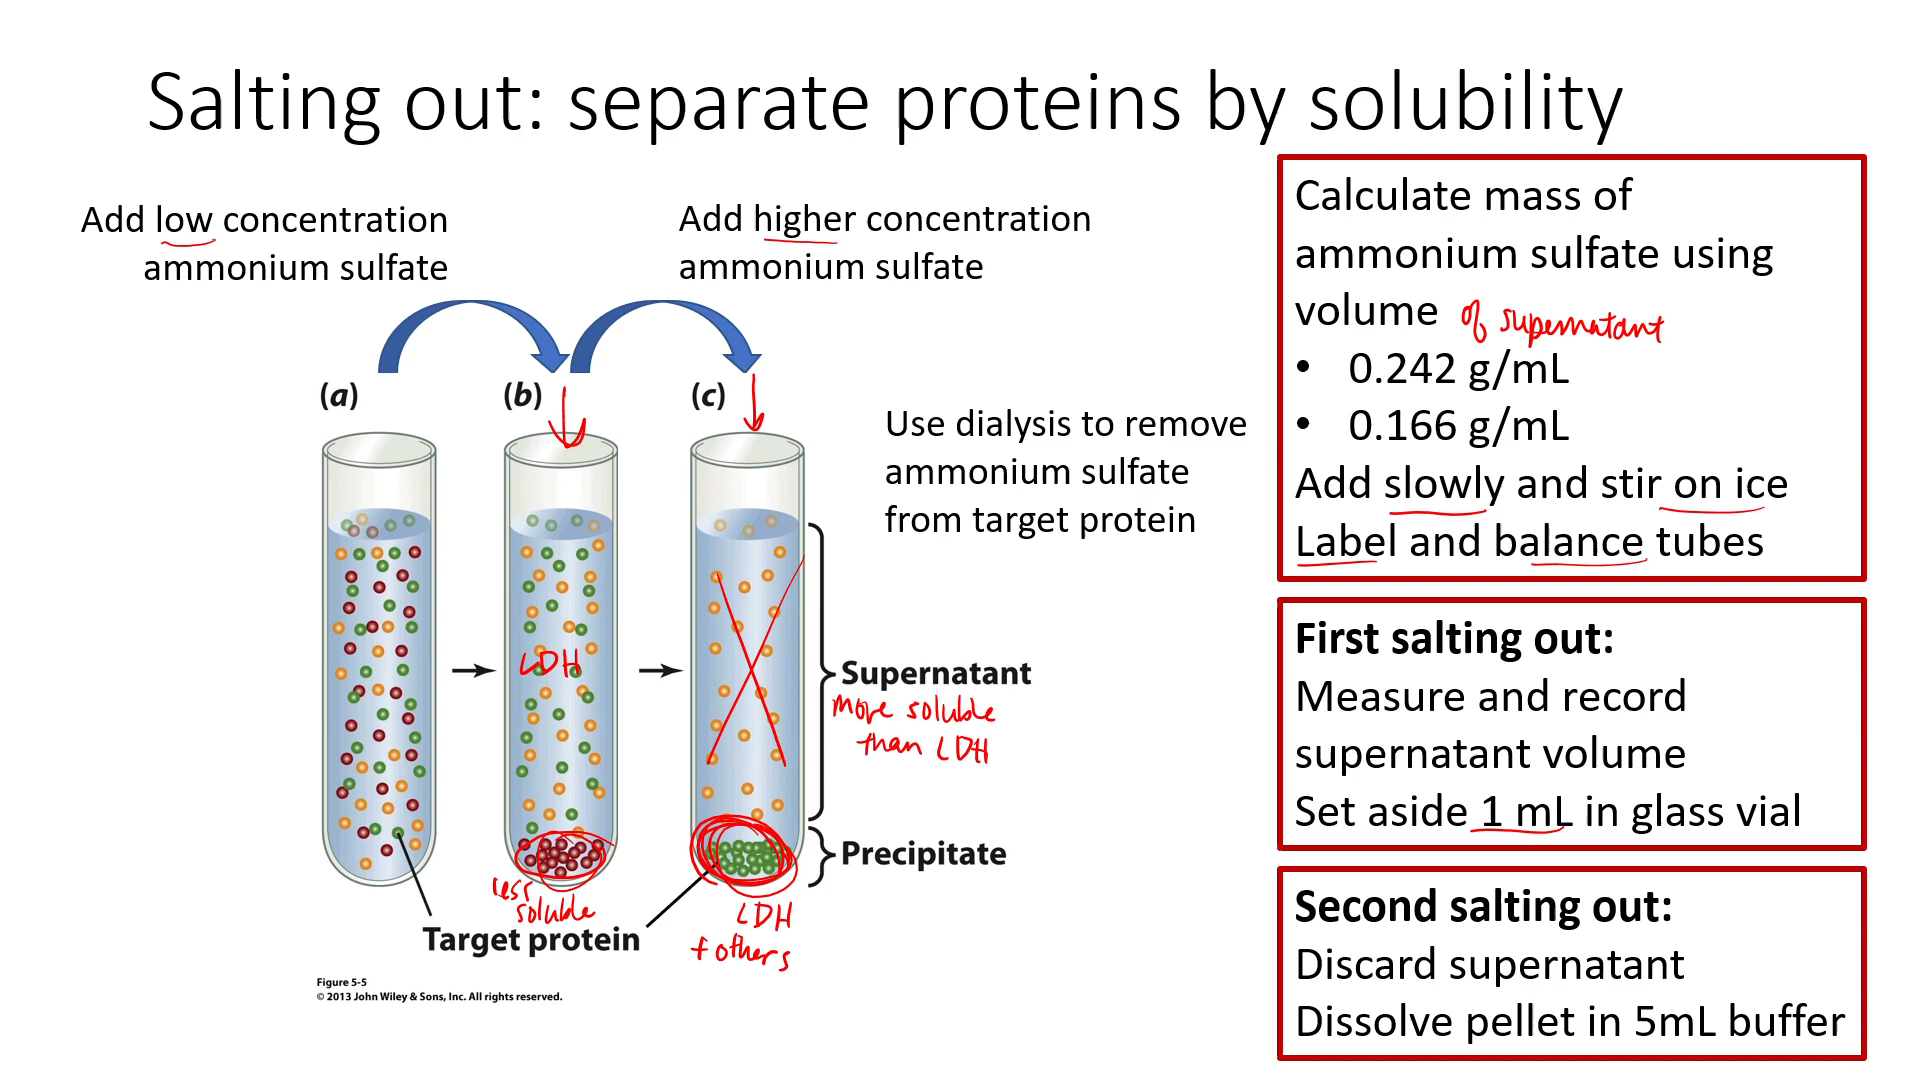 Salting out: separate proteins by solubility
Add low concentration
ammonium sulfate
Add higher concentration
ammonium sulfate
(a)
(b)
(c)
Use dialysis to remove
ammonium sulfate
from target protein
LDH
Supernatant
more soluble
than LDH
Precipitate
less
soluble
LDH
+ others
Target protein
Figure 5-5
© 2013 John Wiley & Sons, Inc. All rights reserved.
Calculate mass of
ammonium sulfate using
volume of supernatant
• 0.242 g/mL
• 0.166 g/mL
Add slowly and stir on ice
Label and balance tubes
First salting out:
Measure and record
supernatant volume
Set aside 1 mL in glass vial
Second salting out:
Discard supernatant
Dissolve pellet in 5mL buffer